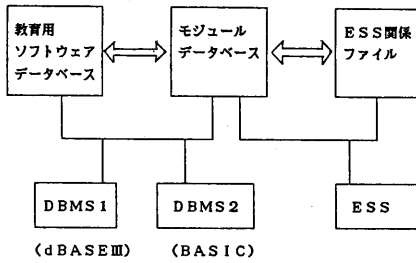 教育用
ソフトウェア
データベース
モジュール
データベース
ＥＳＳ関係
ファイル
ＤＢＭＳ１
ＤＢＭＳ２
ＥＳＳ
（ｄＢＡＳＥⅢ）
（ＢＡＳＩＣ）